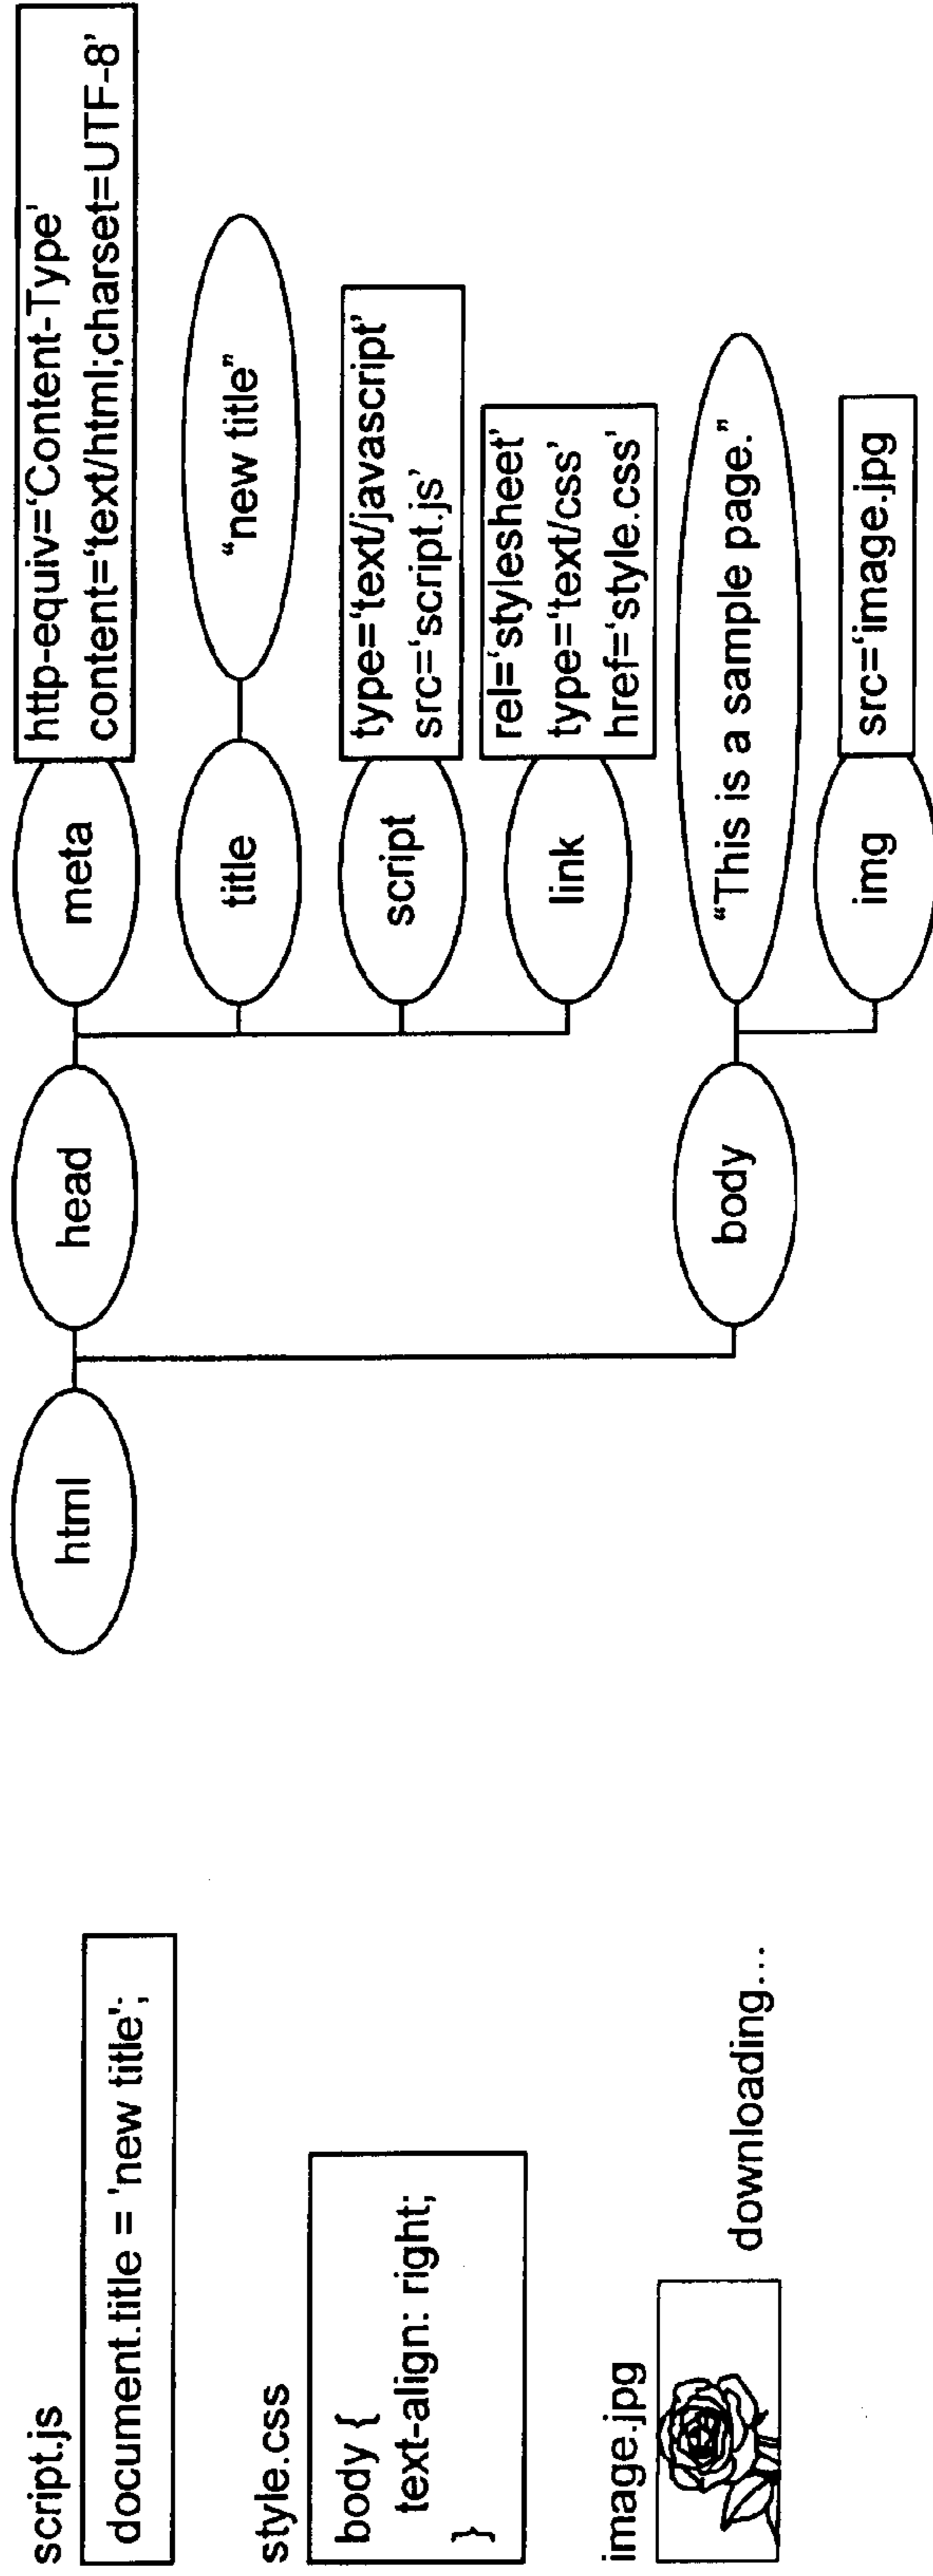 script.js
document.title = 'new title';
style.css
body {
text-align: right;
}
image.jpg
downloading...
html
head
meta
http-equiv=‘Content-Type’
content=‘text/html;charset=UTF-8’
title
“new title”
script
type=‘text/javascript’
src=‘script.js’
link
rel=‘stylesheet’
type=‘text/css’
href=‘style.css’
body
“This is a sample page.”
img
src=‘image.jpg